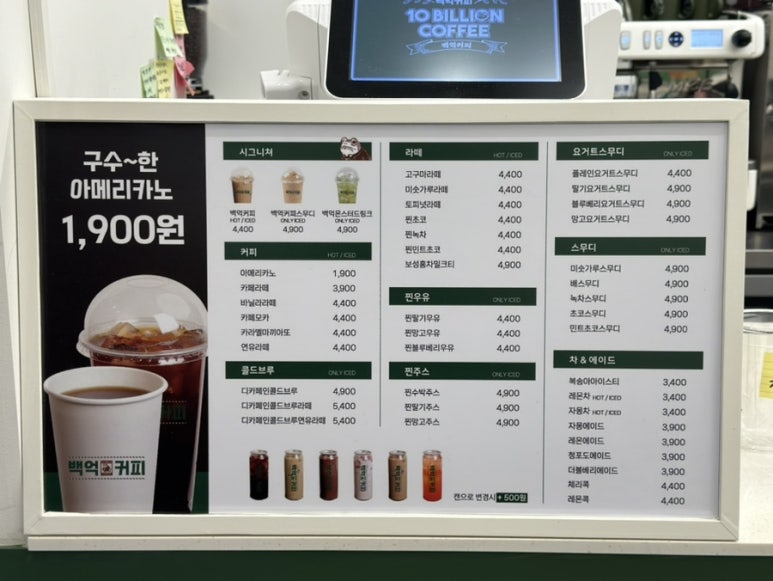 백억커피
10 BILLION
COFFEE
백억커피
구수~한
아메리카노
1,900원
백억 커피
시그니쳐
백억커피 HOT / ICED 4,400
백억커피스무디 ONLY ICED 4,900
백억몬스터드링크 ONLY ICED 4,900
커피 HOT / ICED
아메리카노 1,900
카페라떼 3,900
바닐라라떼 4,400
카페모카 4,400
카라멜마끼아또 4,400
연유라떼 4,400
콜드브루 ONLY ICED
디카페인콜드브루 4,900
디카페인콜드브루라떼 5,400
디카페인콜드브루연유라떼 5,400
라떼 HOT / ICED
고구마라떼 4,400
미숫가루라떼 4,400
토피넛라떼 4,400
찐초코 4,400
찐녹차 4,400
찐민트초코 4,400
보성홍차밀크티 4,900
찐우유 ONLY ICED
찐딸기우유 4,400
찐망고우유 4,400
찐블루베리우유 4,400
찐주스 ONLY ICED
찐수박주스 4,900
찐딸기주스 4,900
찐망고주스 4,900
캔으로 변경시 + 500원
요거트스무디 ONLY ICED
플레인요거트스무디 4,400
딸기요거트스무디 4,900
블루베리요거트스무디 4,900
망고요거트스무디 4,900
스무디 ONLY ICED
미숫가루스무디 4,900
배스무디 4,900
녹차스무디 4,900
초코스무디 4,900
민트초코스무디 4,900
차 & 에이드
복숭아아이스티 3,400
레몬차 HOT / ICED 3,400
자몽차 HOT / ICED 3,400
자몽에이드 3,900
레몬에이드 3,900
청포도에이드 3,900
더블베리에이드 3,900
체리콕 4,400
레몬콕 4,400